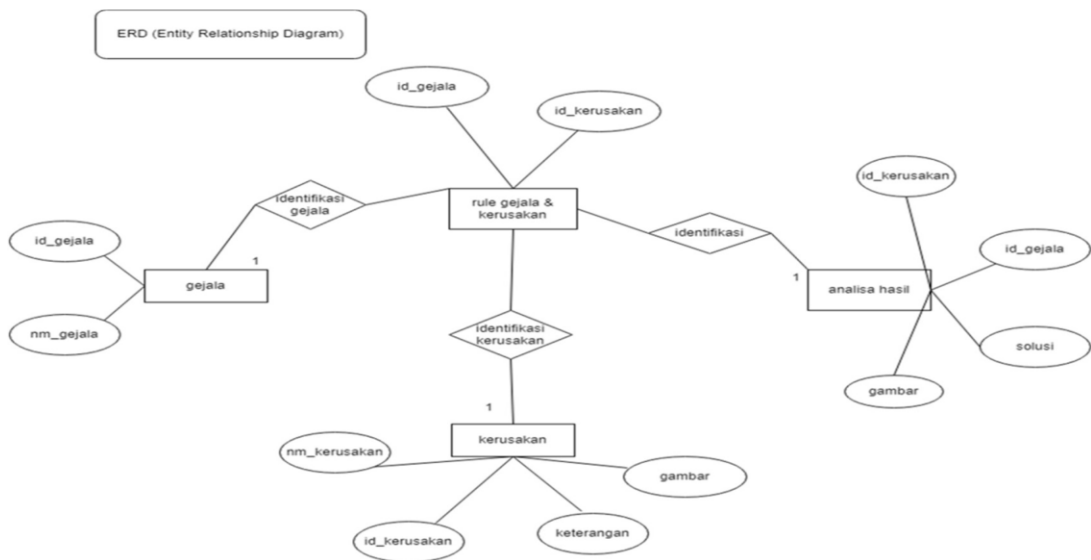 ERD (Entity Relationship Diagram)
id_gejala
id_kerusakan
id_kerusakan
identifikasi
gejala
rule gejala &
kerusakan
identifikasi
id_gejala
id_gejala
1
gejala
1
analisa hasil
nm_gejala
identifikasi
kerusakan
solusi
gambar
1
kerusakan
nm_kerusakan
gambar
id_kerusakan
keterangan